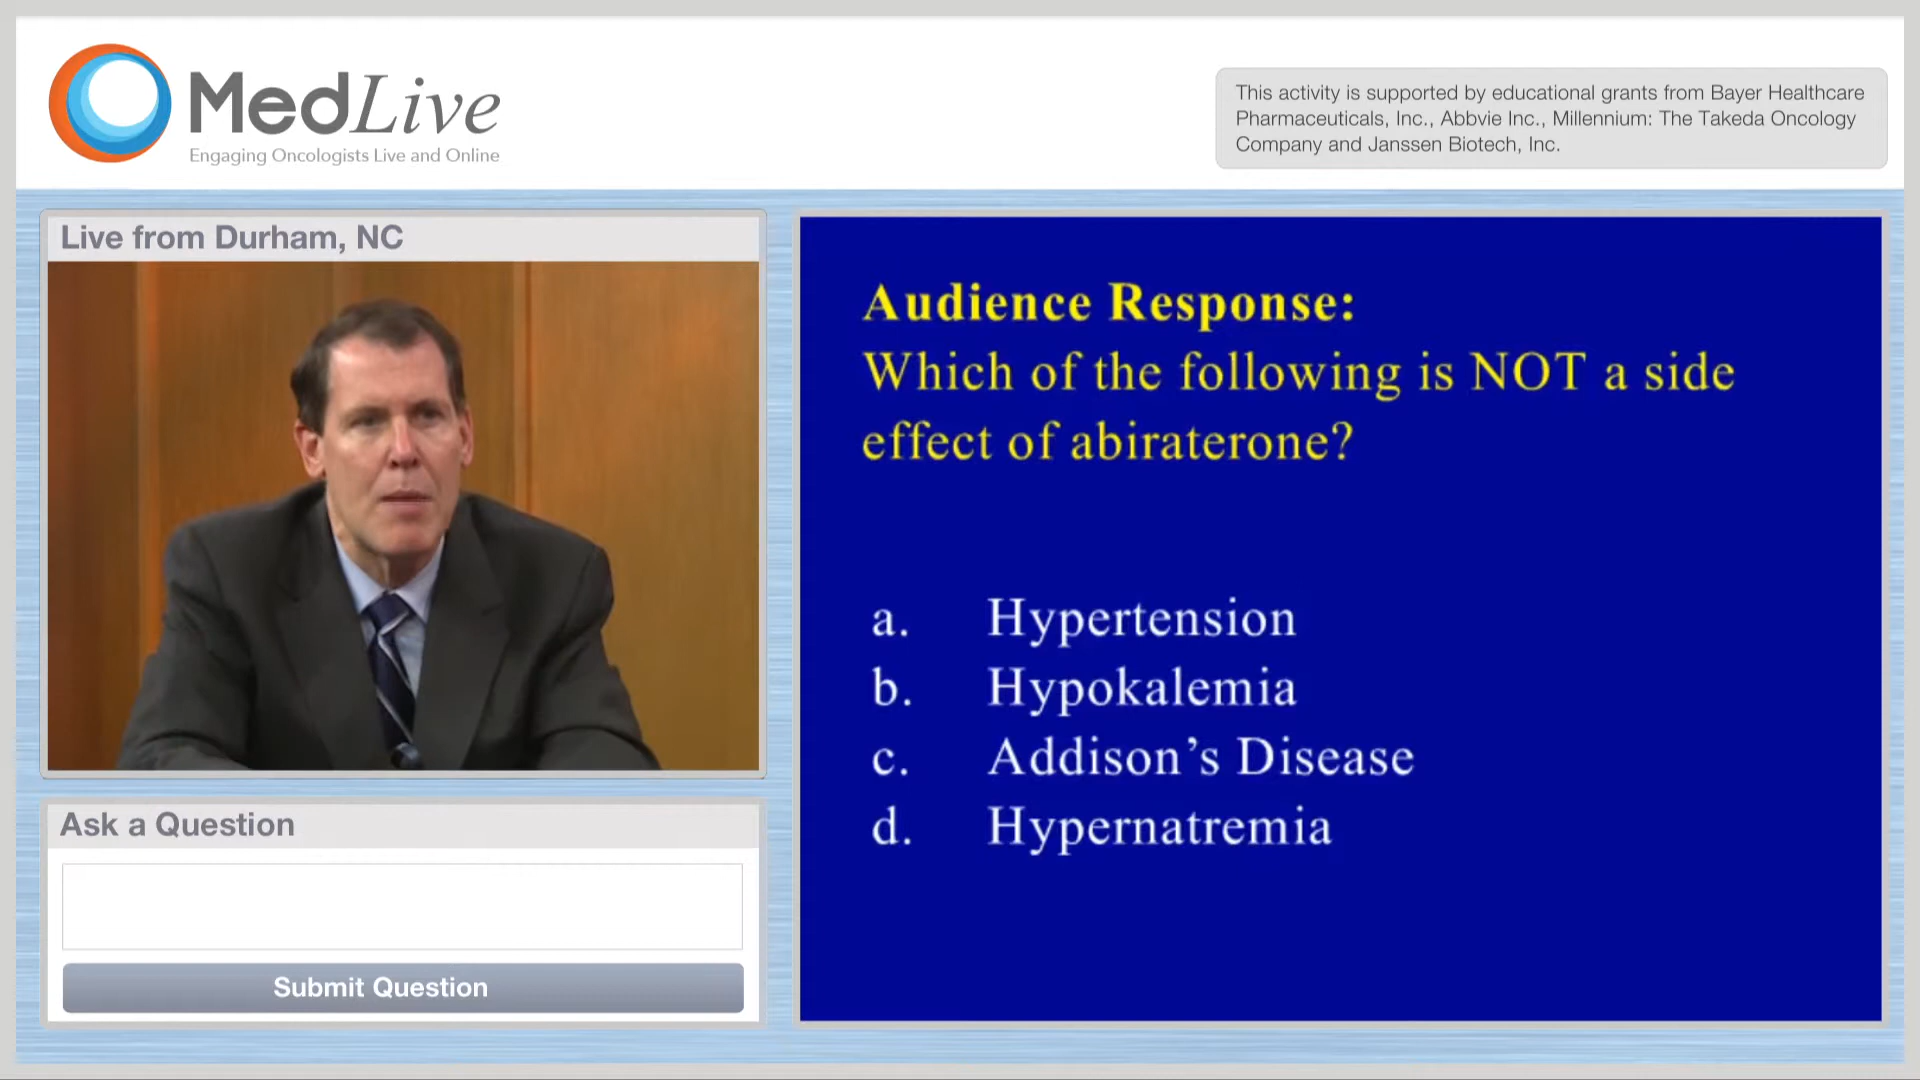 MedLive
Engaging Oncologists Live and Online
This activity is supported by educational grants from Bayer Healthcare
Pharmaceuticals, Inc., Abbvie Inc., Millennium: The Takeda Oncology
Company and Janssen Biotech, Inc.
Live from Durham, NC
Audience Response:
Which of the following is NOT a side
effect of abiraterone?
a. Hypertension
b. Hypokalemia
c. Addison’s Disease
d. Hypernatremia
Ask a Question
Submit Question